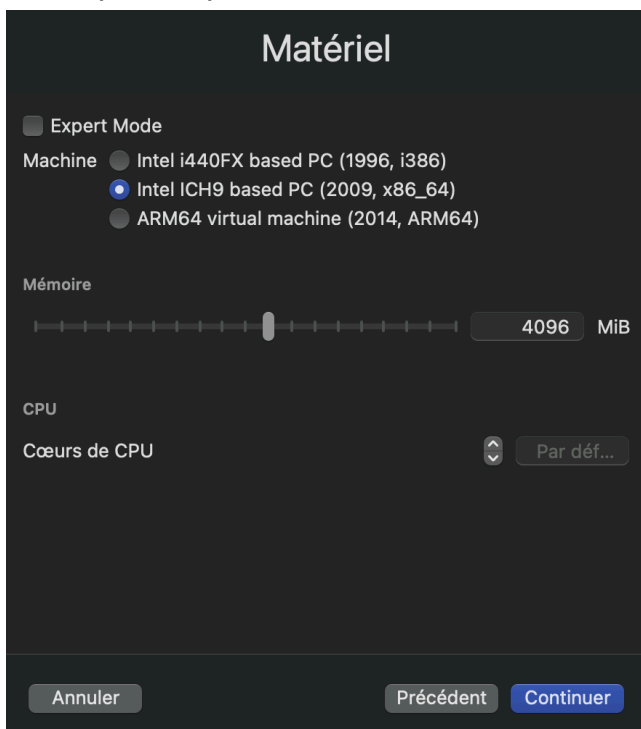 Matériel
Expert Mode
Machine Intel i440FX based PC (1996, i386)
Intel ICH9 based PC (2009, x86_64)
ARM64 virtual machine (2014, ARM64)
Mémoire
4096 MiB
CPU
Cœurs de CPU Par déf...
Annuler Précédent Continuer